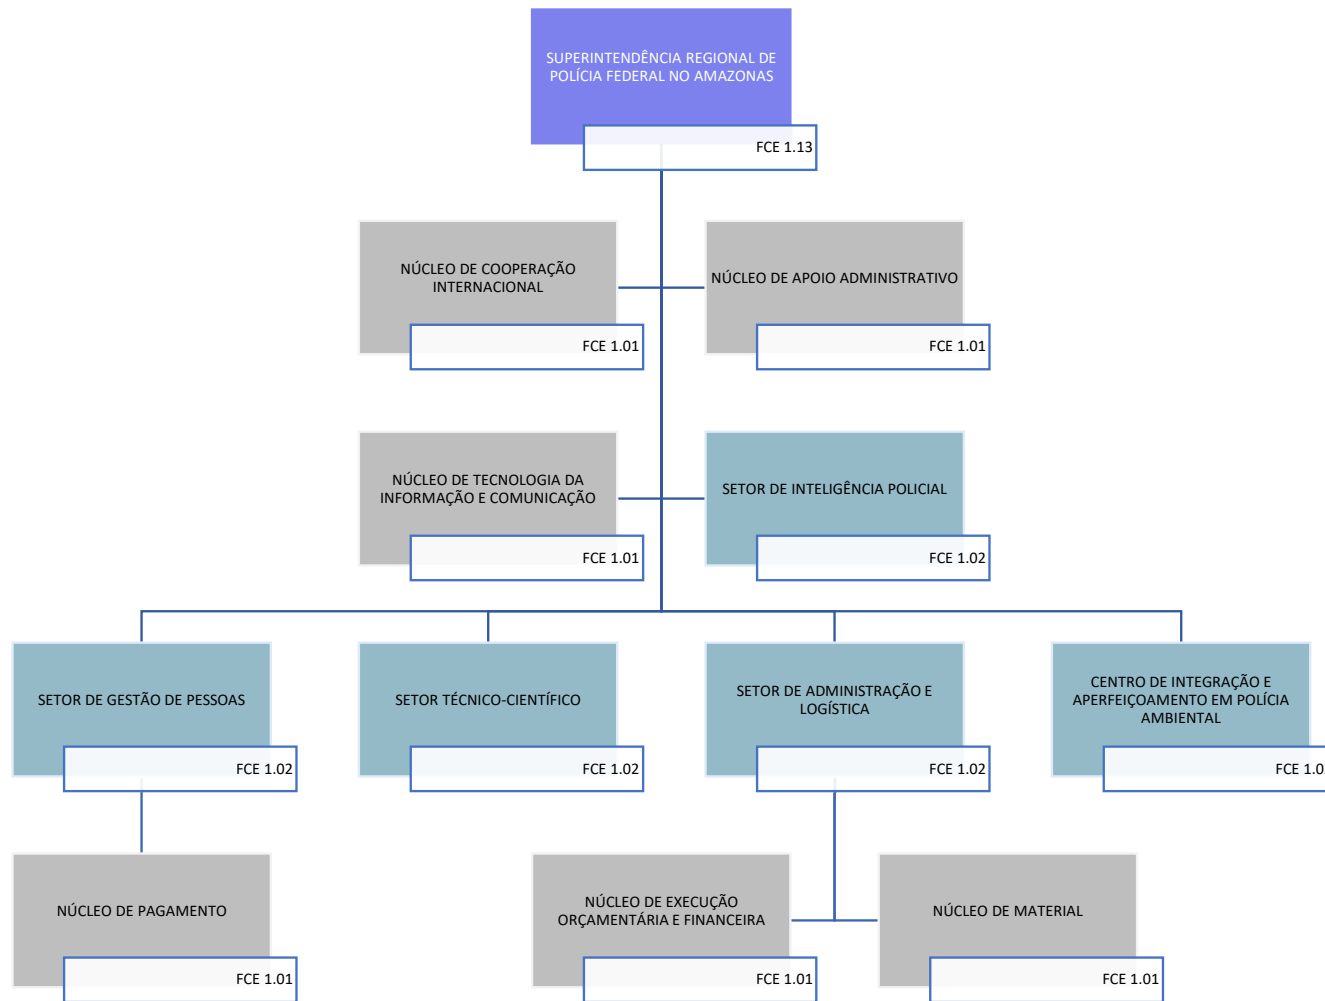 SUPERINTENDÊNCIA REGIONAL DE
POLÍCIA FEDERAL NO AMAZONAS
FCE 1.13
NÚCLEO DE COOPERAÇÃO
INTERNACIONAL
FCE 1.01
NÚCLEO DE APOIO ADMINISTRATIVO
FCE 1.01
NÚCLEO DE TECNOLOGIA DA
INFORMAÇÃO E COMUNICAÇÃO
FCE 1.01
SETOR DE INTELIGÊNCIA POLICIAL
FCE 1.02
SETOR DE GESTÃO DE PESSOAS
FCE 1.02
SETOR TÉCNICO-CIENTÍFICO
FCE 1.02
SETOR DE ADMINISTRAÇÃO E
LOGÍSTICA
FCE 1.02
CENTRO DE INTEGRAÇÃO E
APERFEIÇOAMENTO EM POLÍCIA
AMBIENTAL
FCE
NÚCLEO DE PAGAMENTO
FCE 1.01
NÚCLEO DE EXECUÇÃO
ORÇAMENTÁRIA E FINANCEIRA
FCE 1.01
NÚCLEO DE MATERIAL
FCE 1.01